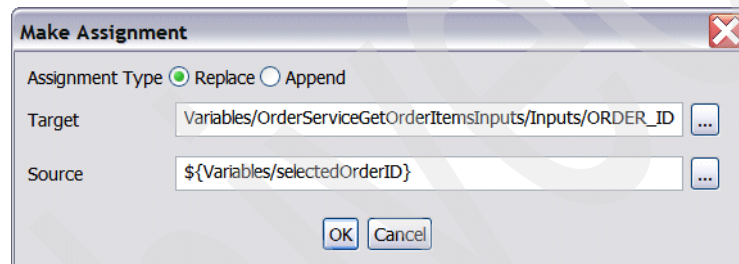 Make Assignment
Assignment Type Replace Append
Target Variables/OrderServiceGetOrderItemsInputs/Inputs/ORDER_ID ...
Source ${Variables/selectedOrderID} ...
OK Cancel